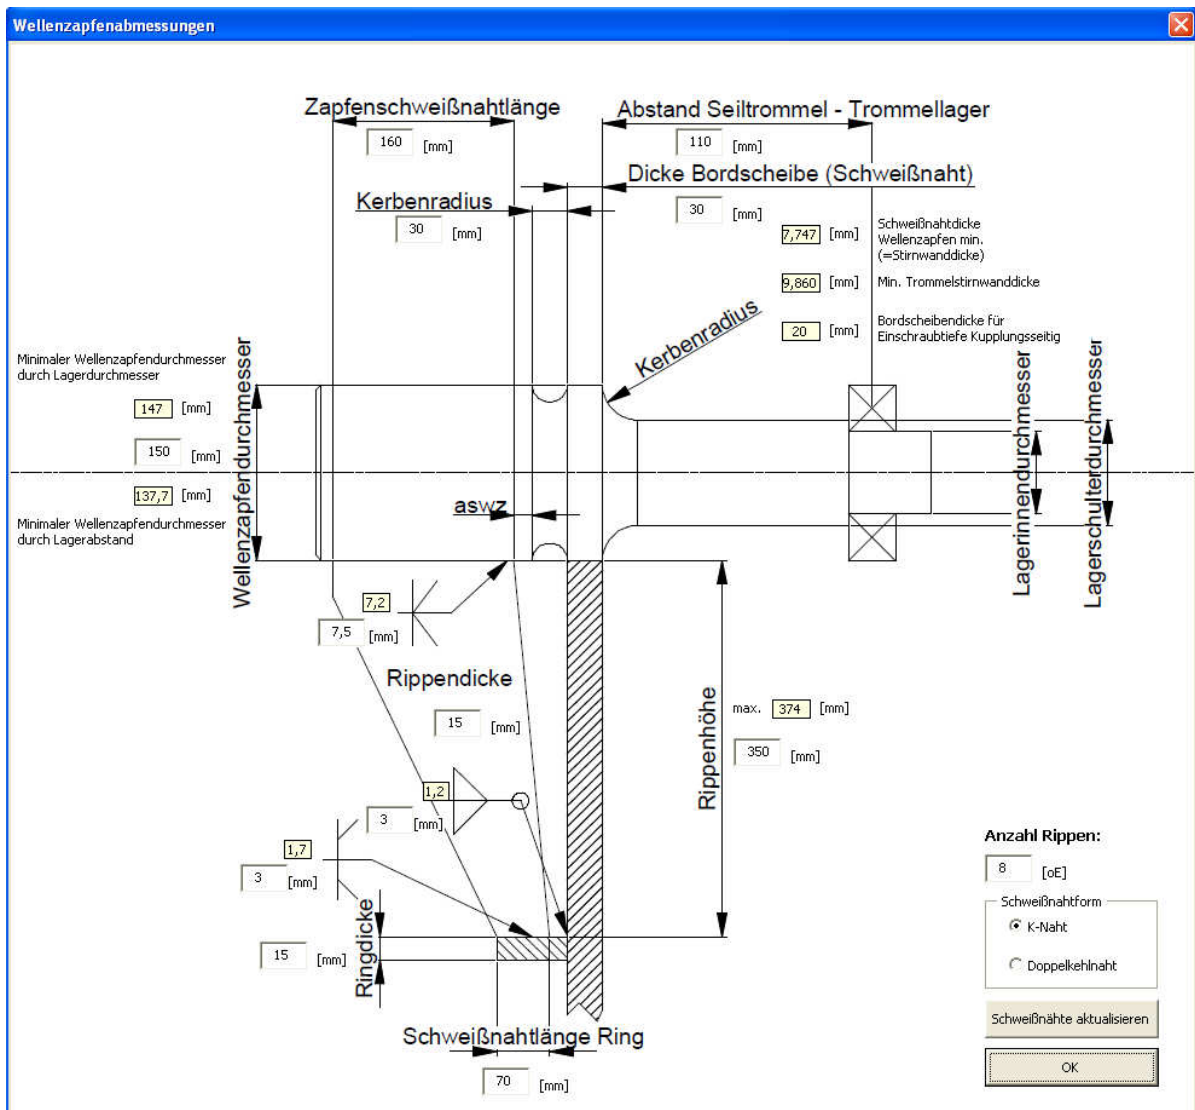 Wellenzapfenabmessungen
Zapfenschweißnahtlänge
160 [mm]
Abstand Seiltrommel - Trommellager
110 [mm]
Dicke Bordscheibe (Schweißnaht)
30 [mm]
Kerbenradius
30 [mm]
7,747 [mm] Schweißnahtdicke
Wellenzapfen min.
(=Stirnwanddicke)
9,860 [mm] Min. Trommelstirnwanddicke
20 [mm] Bordscheibendicke für
Einschraubtiefe Kupplungsseitig
Kerbenradius
Minimaler Wellenzapfendurchmesser
durch Lagerdurchmesser
147 [mm]
150 [mm]
137,7 [mm]
Minimaler Wellenzapfendurchmesser
durch Lagerabstand
Wellenzapfendurchmesser
aswz
Lagerinnendurchmesser
Lagerschulterdurchmesser
7,2
7,5 [mm]
Rippendicke
15 [mm]
Rippenhöhe
max. 374 [mm]
350 [mm]
1,2
3 [mm]
1,7
3 [mm]
Ringdicke
15 [mm]
Schweißnahtlänge Ring
70 [mm]
Anzahl Rippen:
8 [oE]
Schweißnahtform
K-Naht
Doppelkehlnaht
Schweißnähte aktualisieren
OK